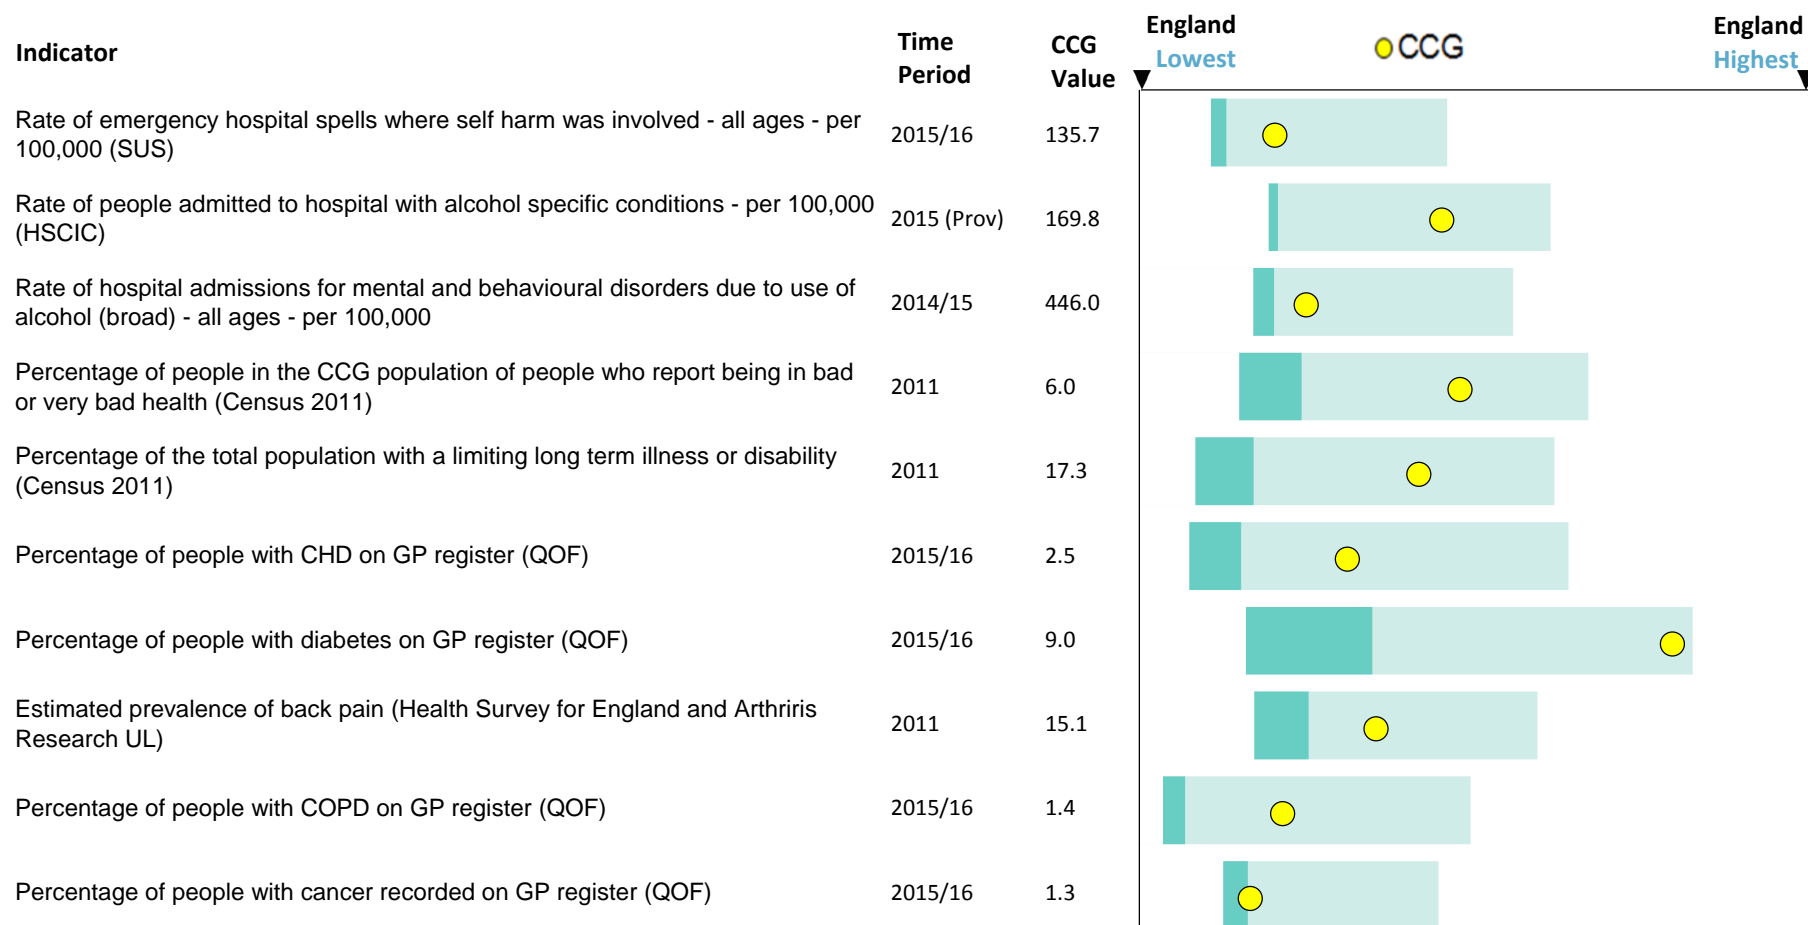 Indicator
Time
Period
CCG
Value
England
Lowest
CCG
England
Highest
Rate of emergency hospital spells where self harm was involved - all ages - per
100,000 (SUS)
2015/16
135.7
Rate of people admitted to hospital with alcohol specific conditions - per 100,000
(HSCIC)
2015 (Prov)
169.8
Rate of hospital admissions for mental and behavioural disorders due to use of
alcohol (broad) - all ages - per 100,000
2014/15
446.0
Percentage of people in the CCG population of people who report being in bad
or very bad health (Census 2011)
2011
6.0
Percentage of the total population with a limiting long term illness or disability
(Census 2011)
2011
17.3
Percentage of people with CHD on GP register (QOF)
2015/16
2.5
Percentage of people with diabetes on GP register (QOF)
2015/16
9.0
Estimated prevalence of back pain (Health Survey for England and Arthriris
Research UL)
2011
15.1
Percentage of people with COPD on GP register (QOF)
2015/16
1.4
Percentage of people with cancer recorded on GP register (QOF)
2015/16
1.3